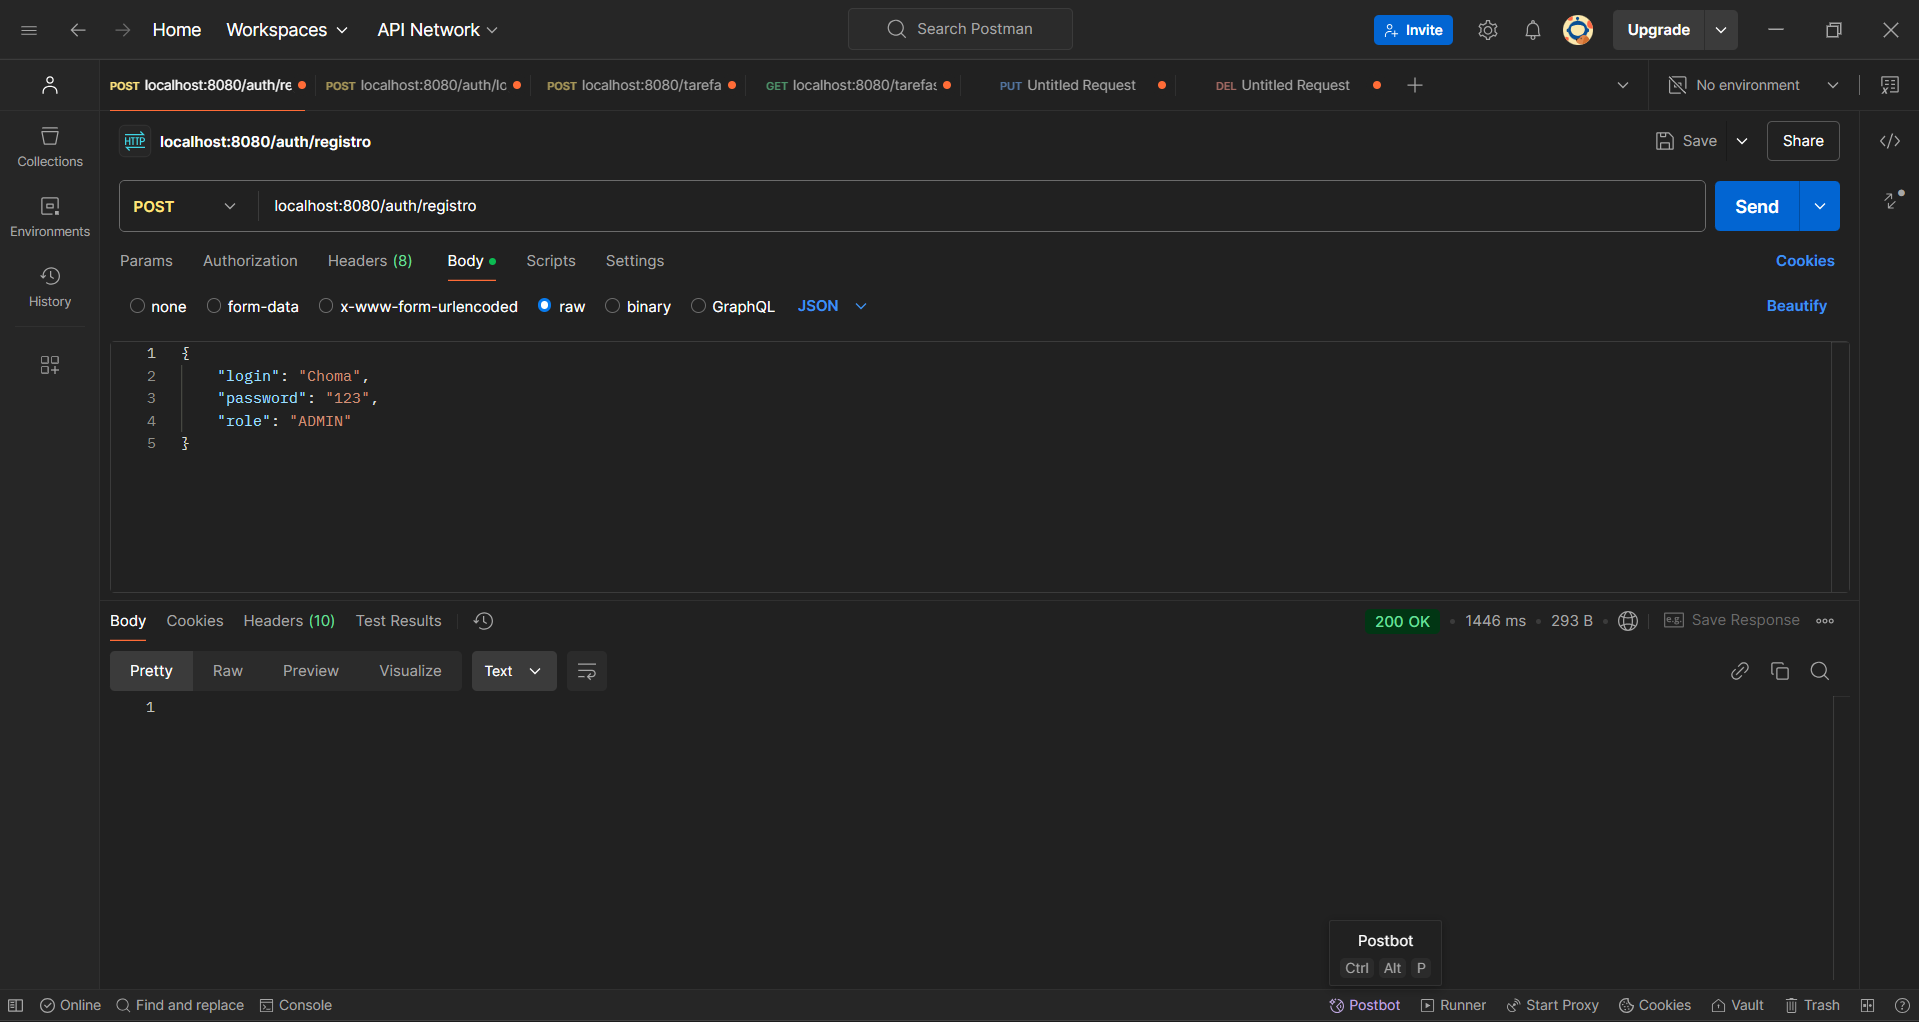 Home Workspaces API Network Search Postman Invite Upgrade
POST localhost:8080/auth/re POST localhost:8080/auth/lo POST localhost:8080/tarefa GET localhost:8080/tarefas PUT Untitled Request DEL Untitled Request No environment
HTTP localhost:8080/auth/registro Save Share
Collections
POST localhost:8080/auth/registro Send
Environments
Params Authorization Headers (8) Body Scripts Settings Cookies
History
none form-data x-www-form-urlencoded raw binary GraphQL JSON Beautify
1 {
2 "login": "Choma",
3 "password": "123",
4 "role": "ADMIN"
5 }
Body Cookies Headers (10) Test Results 200 OK 1446 ms 293 B e.g. Save Response
Pretty Raw Preview Visualize Text
1
Postbot
Ctrl Alt P
Online Find and replace Console Postbot Runner Start Proxy Cookies Vault Trash